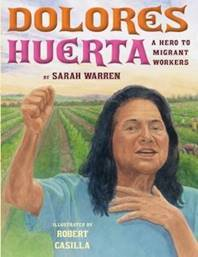 DOLORES
HUERTA
A HERO TO
MIGRANT
WORKERS
BY SARAH WARREN
ILLUSTRATED BY
ROBERT
CASILLA